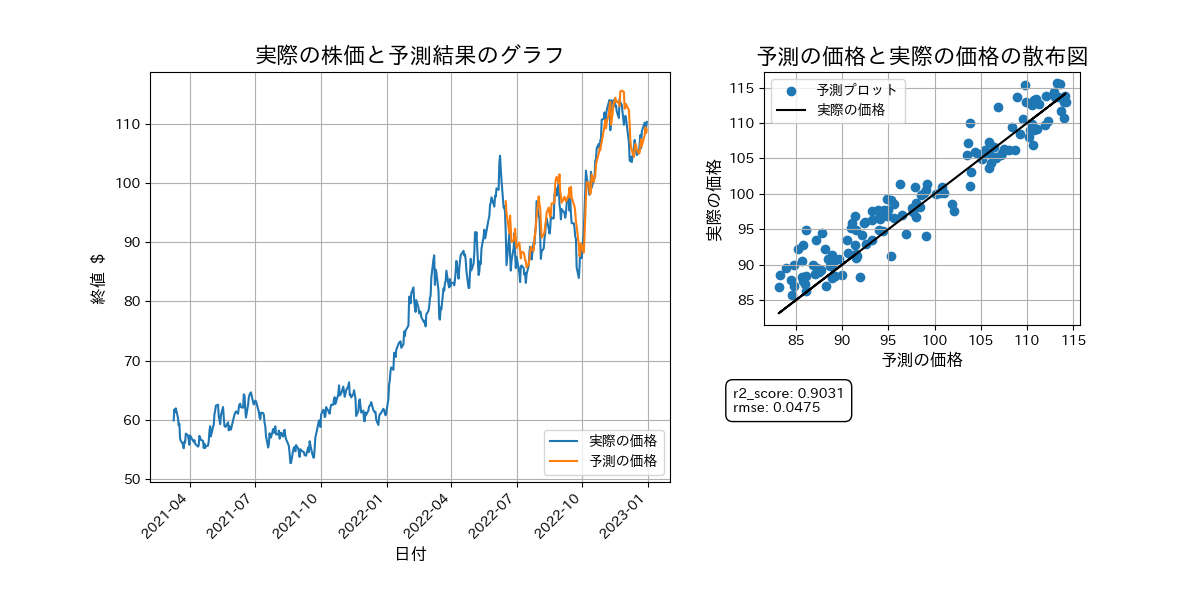 実際の株価と予測結果のグラフ
終値 $
110
100
90
80
70
60
50
2021-04
2021-07
2021-10
2022-01
2022-04
2022-07
2022-10
2023-01
日付
実際の価格
予測の価格
予測の価格と実際の価格の散布図
実際の価格
115
110
105
100
95
90
85
予測プロット
実際の価格
85
90
95
100
105
110
115
予測の価格
r2_score: 0.9031
rmse: 0.0475